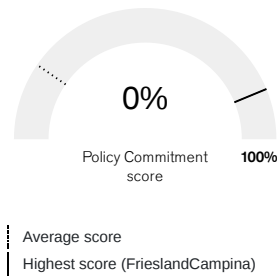 0%
Policy Commitment 100%
score
Average score
Highest score (FrieslandCampina)